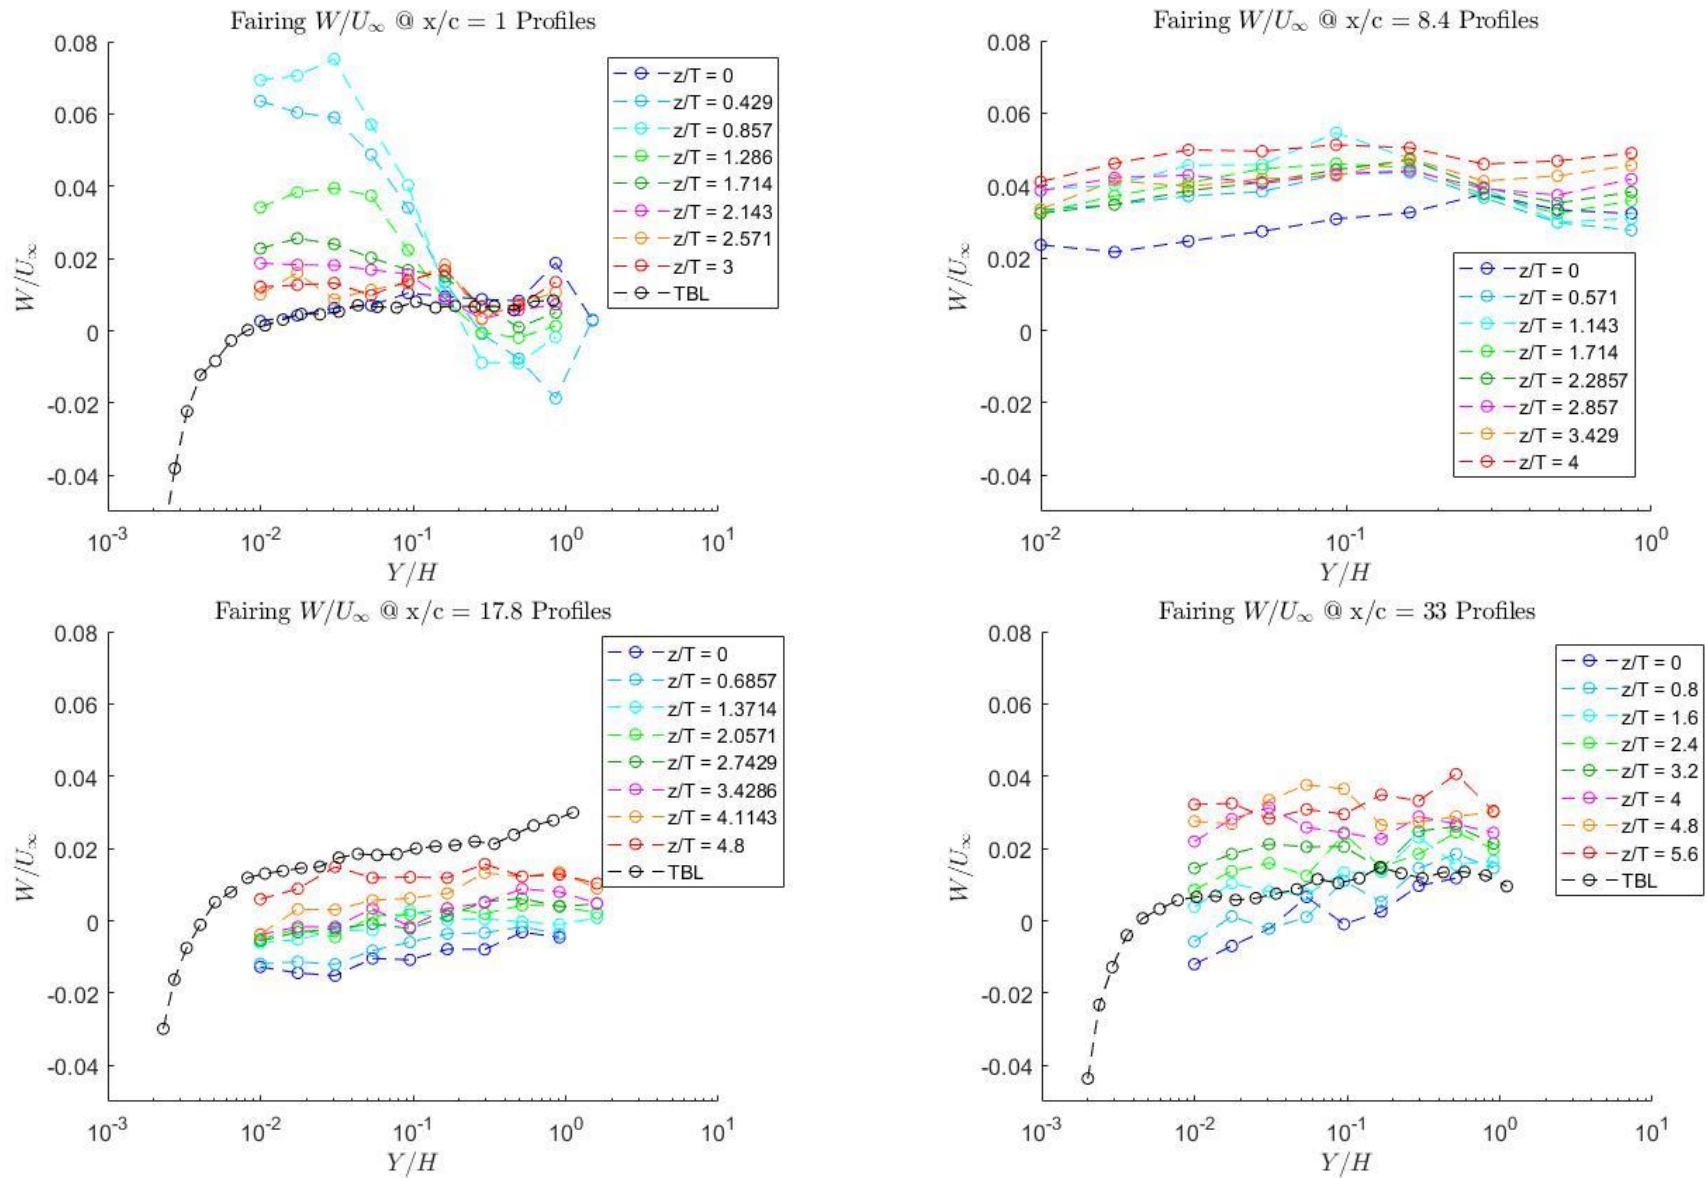 Fairing W/U∞ @ x/c = 1 Profiles
0.08
0.06
0.04
0.02
0
-0.02
-0.04
W/U∞
10-3
10-2
10-1
100
101
Y/H
z/T = 0
z/T = 0.429
z/T = 0.857
z/T = 1.286
z/T = 1.714
z/T = 2.143
z/T = 2.571
z/T = 3
TBL
Fairing W/U∞ @ x/c = 8.4 Profiles
0.08
0.06
0.04
0.02
0
-0.02
-0.04
W/U∞
10-2
10-1
100
Y/H
z/T = 0
z/T = 0.571
z/T = 1.143
z/T = 1.714
z/T = 2.2857
z/T = 2.857
z/T = 3.429
z/T = 4
Fairing W/U∞ @ x/c = 17.8 Profiles
0.08
0.06
0.04
0.02
0
-0.02
-0.04
W/U∞
10-3
10-2
10-1
100
101
Y/H
z/T = 0
z/T = 0.6857
z/T = 1.3714
z/T = 2.0571
z/T = 2.7429
z/T = 3.4286
z/T = 4.1143
z/T = 4.8
TBL
Fairing W/U∞ @ x/c = 33 Profiles
0.08
0.06
0.04
0.02
0
-0.02
-0.04
W/U∞
10-3
10-2
10-1
100
101
Y/H
z/T = 0
z/T = 0.8
z/T = 1.6
z/T = 2.4
z/T = 3.2
z/T = 4
z/T = 4.8
z/T = 5.6
TBL